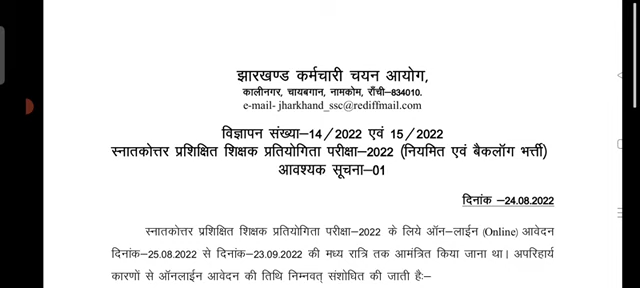 झारखण्ड कर्मचारी चयन आयोग,
कालीनगर, चायबगान, नामकोम, राँची–834010.
e-mail- jharkhand_ssc@rediffmail.com
विज्ञापन संख्या–14/2022 एवं 15/2022
स्नातकोत्तर प्रशिक्षित शिक्षक प्रतियोगिता परीक्षा–2022 (नियमित एवं बैकलॉग भर्ती)
आवश्यक सूचना–01
दिनांक –24.08.2022
स्नातकोत्तर प्रशिक्षित शिक्षक प्रतियोगिता परीक्षा–2022 के लिये ऑन–लाईन (Online) आवेदन
दिनांक–25.08.2022 से दिनांक–23.09.2022 की मध्य रात्रि तक आमंत्रित किया जाना था। अपरिहार्य
कारणों से ऑनलाईन आवेदन की तिथि निम्नवत् संशोधित की जाती है:–